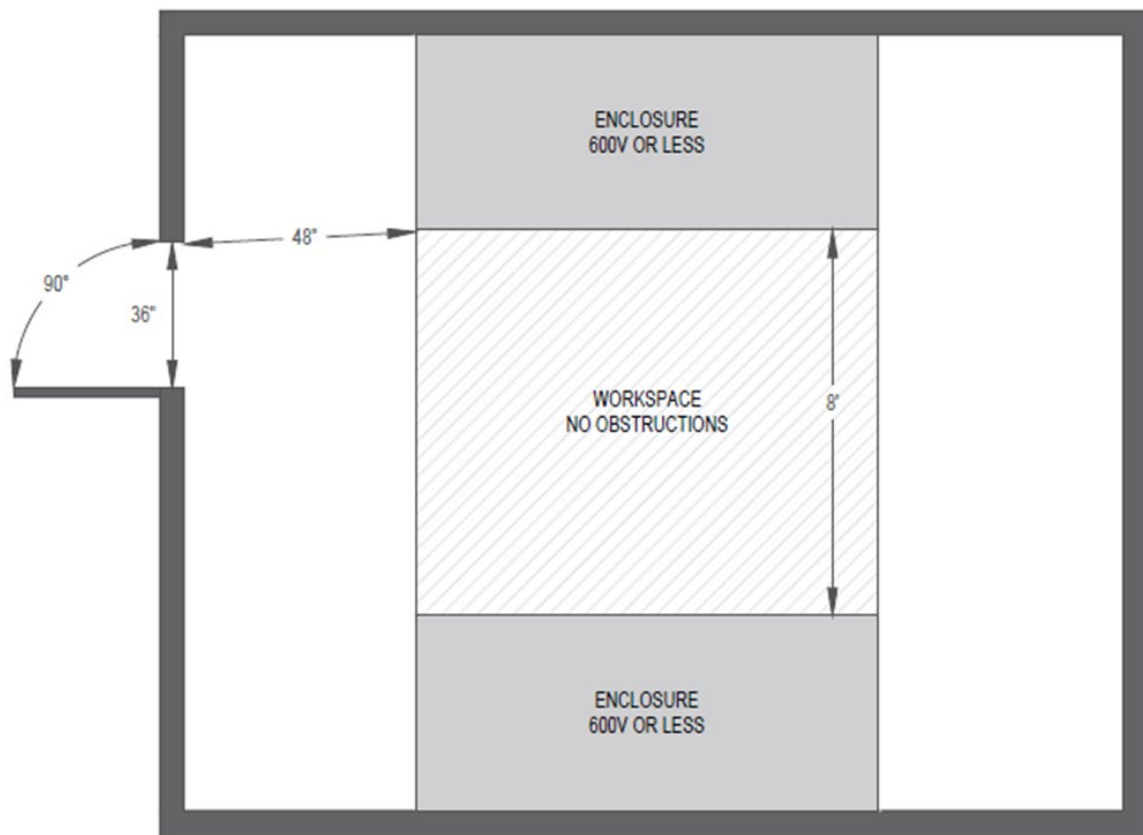 ENCLOSURE
600V OR LESS
48"
90°
36"
WORKSPACE
NO OBSTRUCTIONS
8'
ENCLOSURE
600V OR LESS